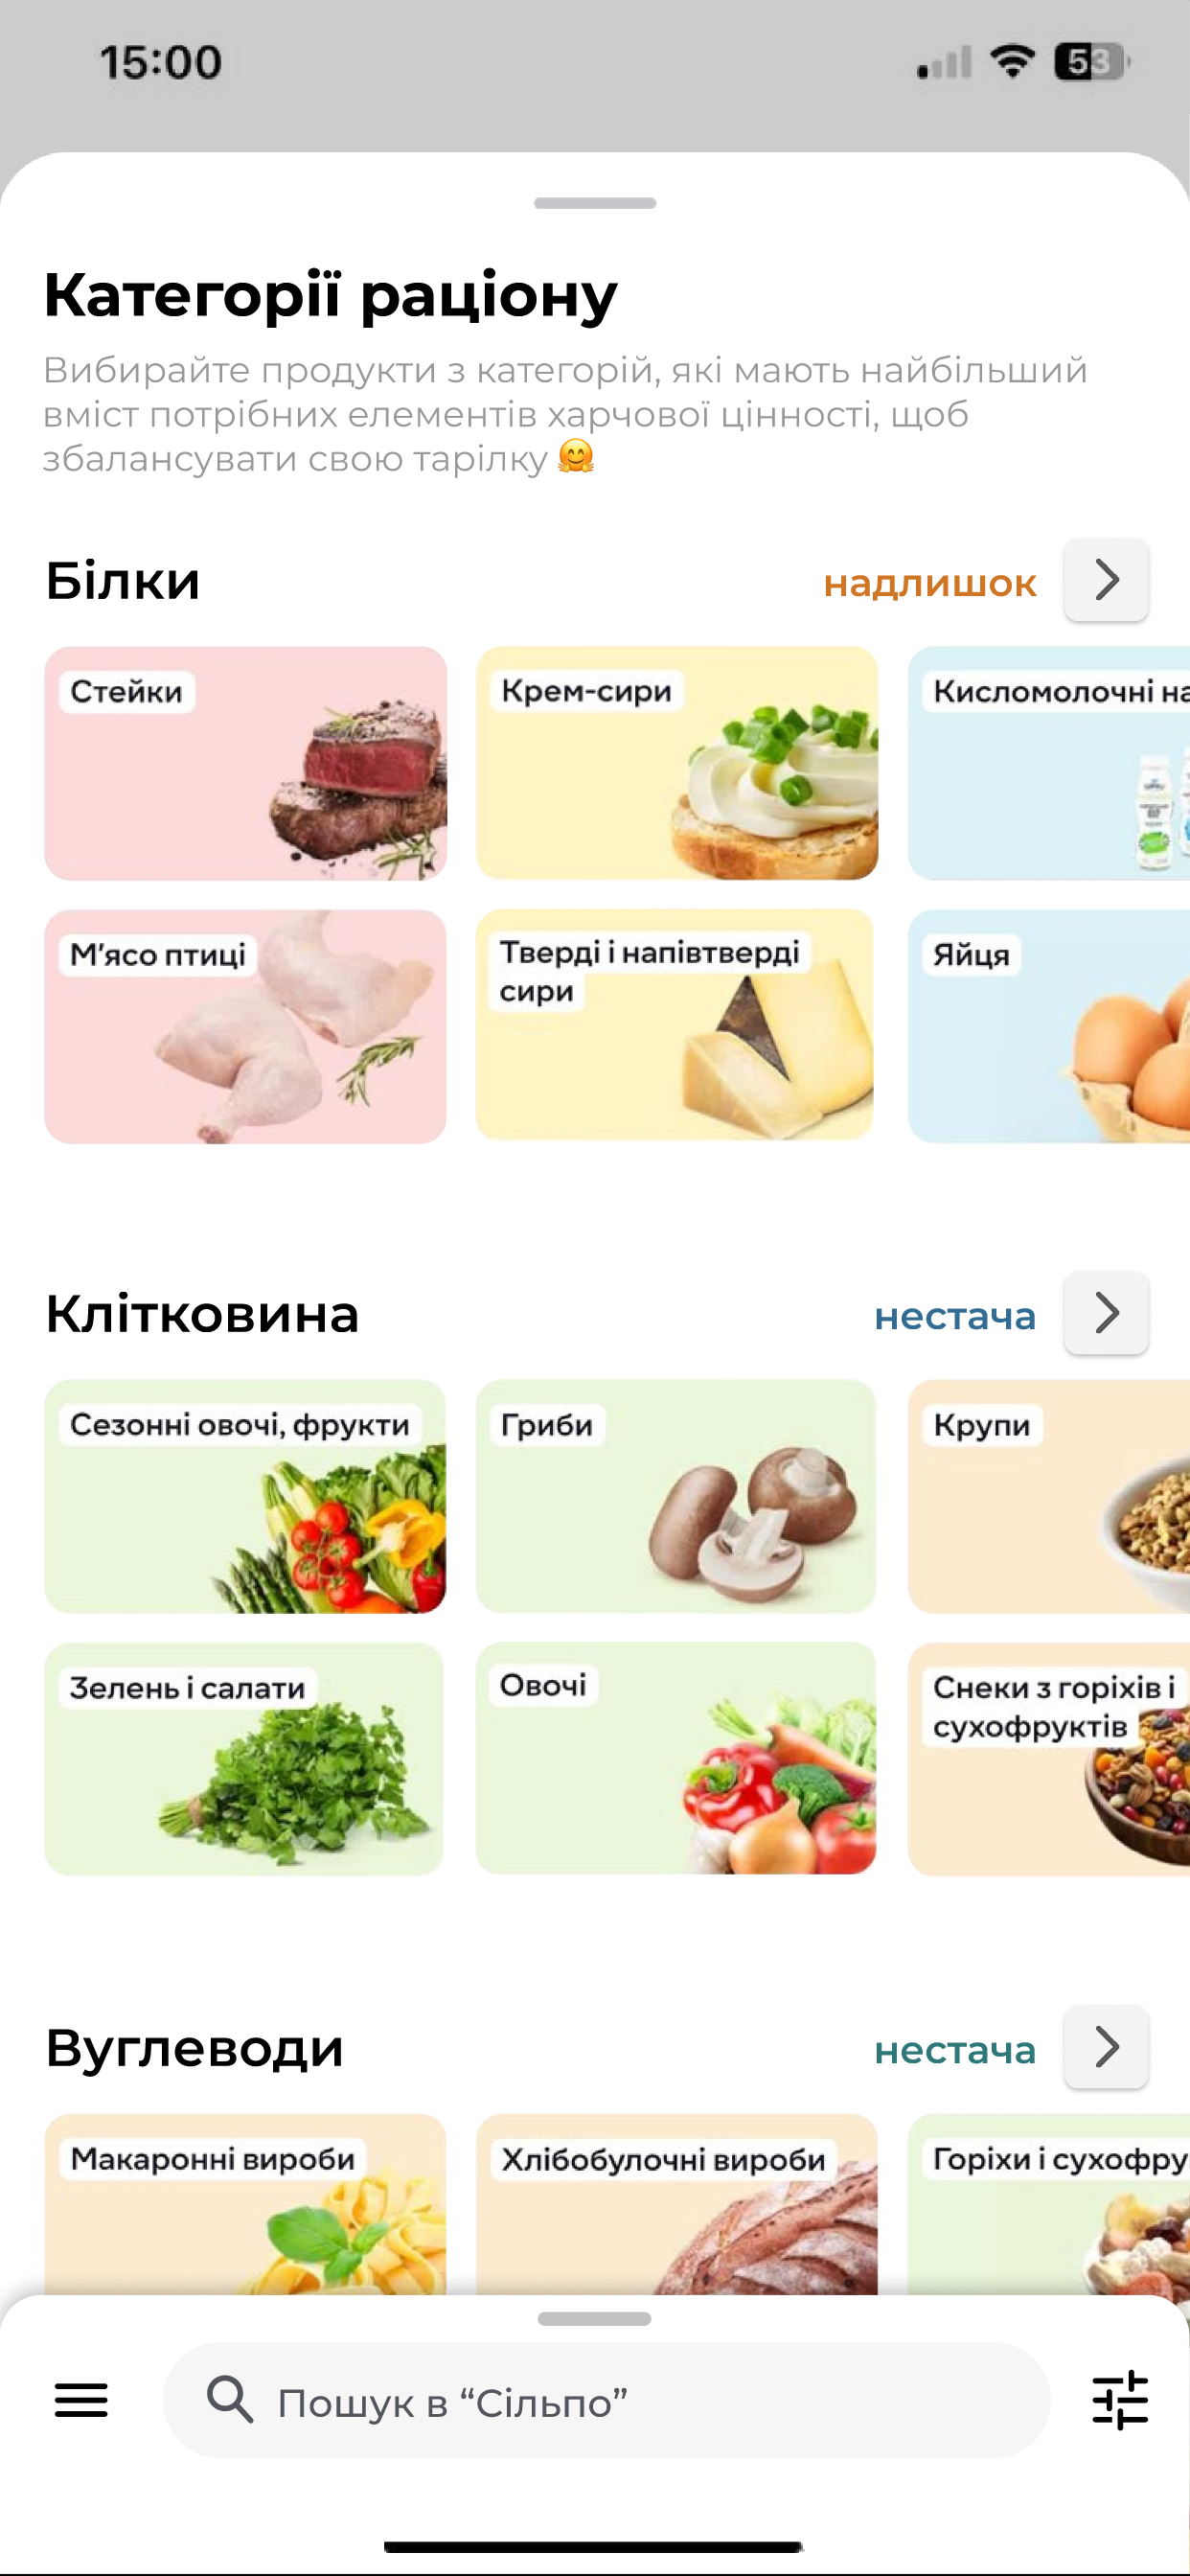 15:00
53
Категорії раціону
Вибирайте продукти з категорій, які мають найбільший
вміст потрібних елементів харчової цінності, щоб
збалансувати свою тарілку 🤗
Білки
надлишок
Стейки
Крем-сири
Кисломолочні на
М'ясо птиці
Тверді і напівтверді
сири
Яйця
Клітковина
нестача
Сезонні овочі, фрукти
Гриби
Крупи
Зелень і салати
Овочі
Снеки з горіхів і
сухофруктів
Вуглеводи
нестача
Макаронні вироби
Хлібобулочні вироби
Горіхи і сухофру
Пошук в “Сільпо”